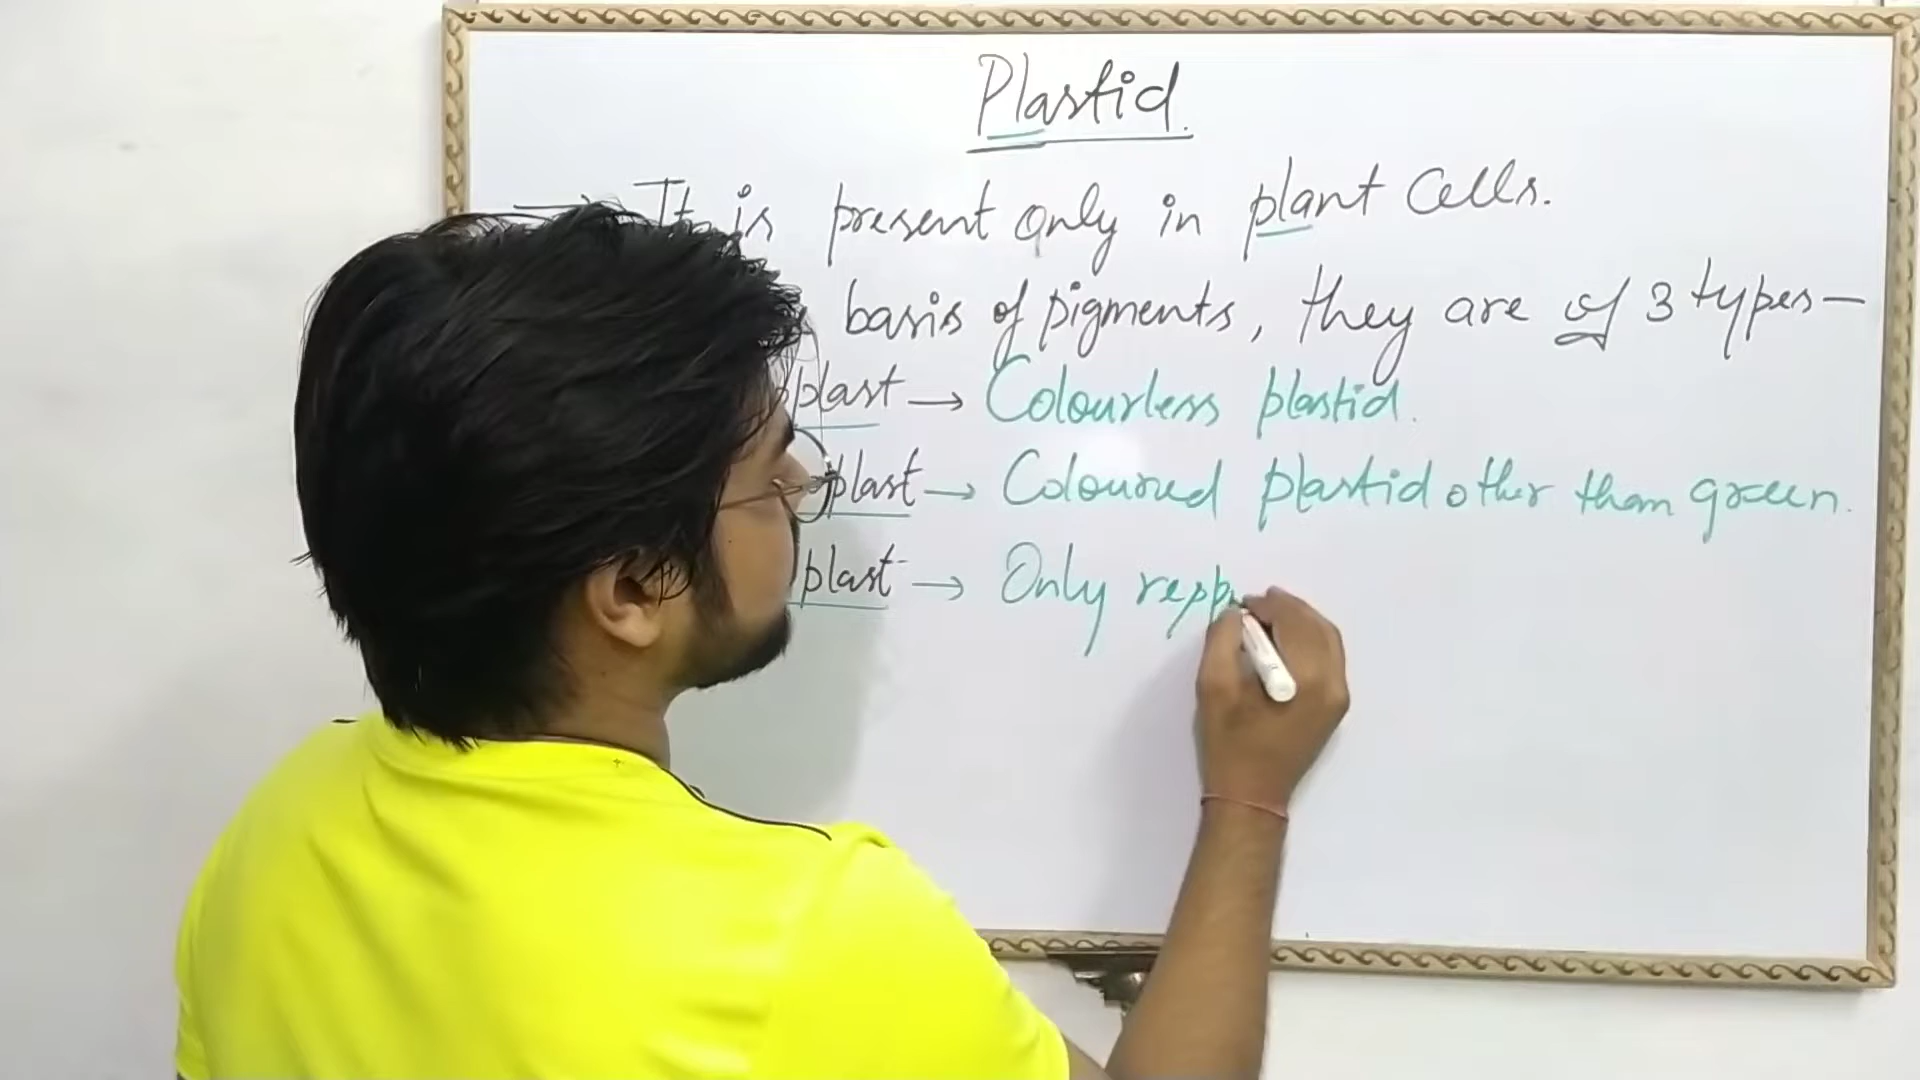 Plastid.
→ It is present only in plant Cells.
basis of pigments, they are of 3 types —
plast → Colourless plastid.
plast → Coloured plastid other than green.
plast → Only